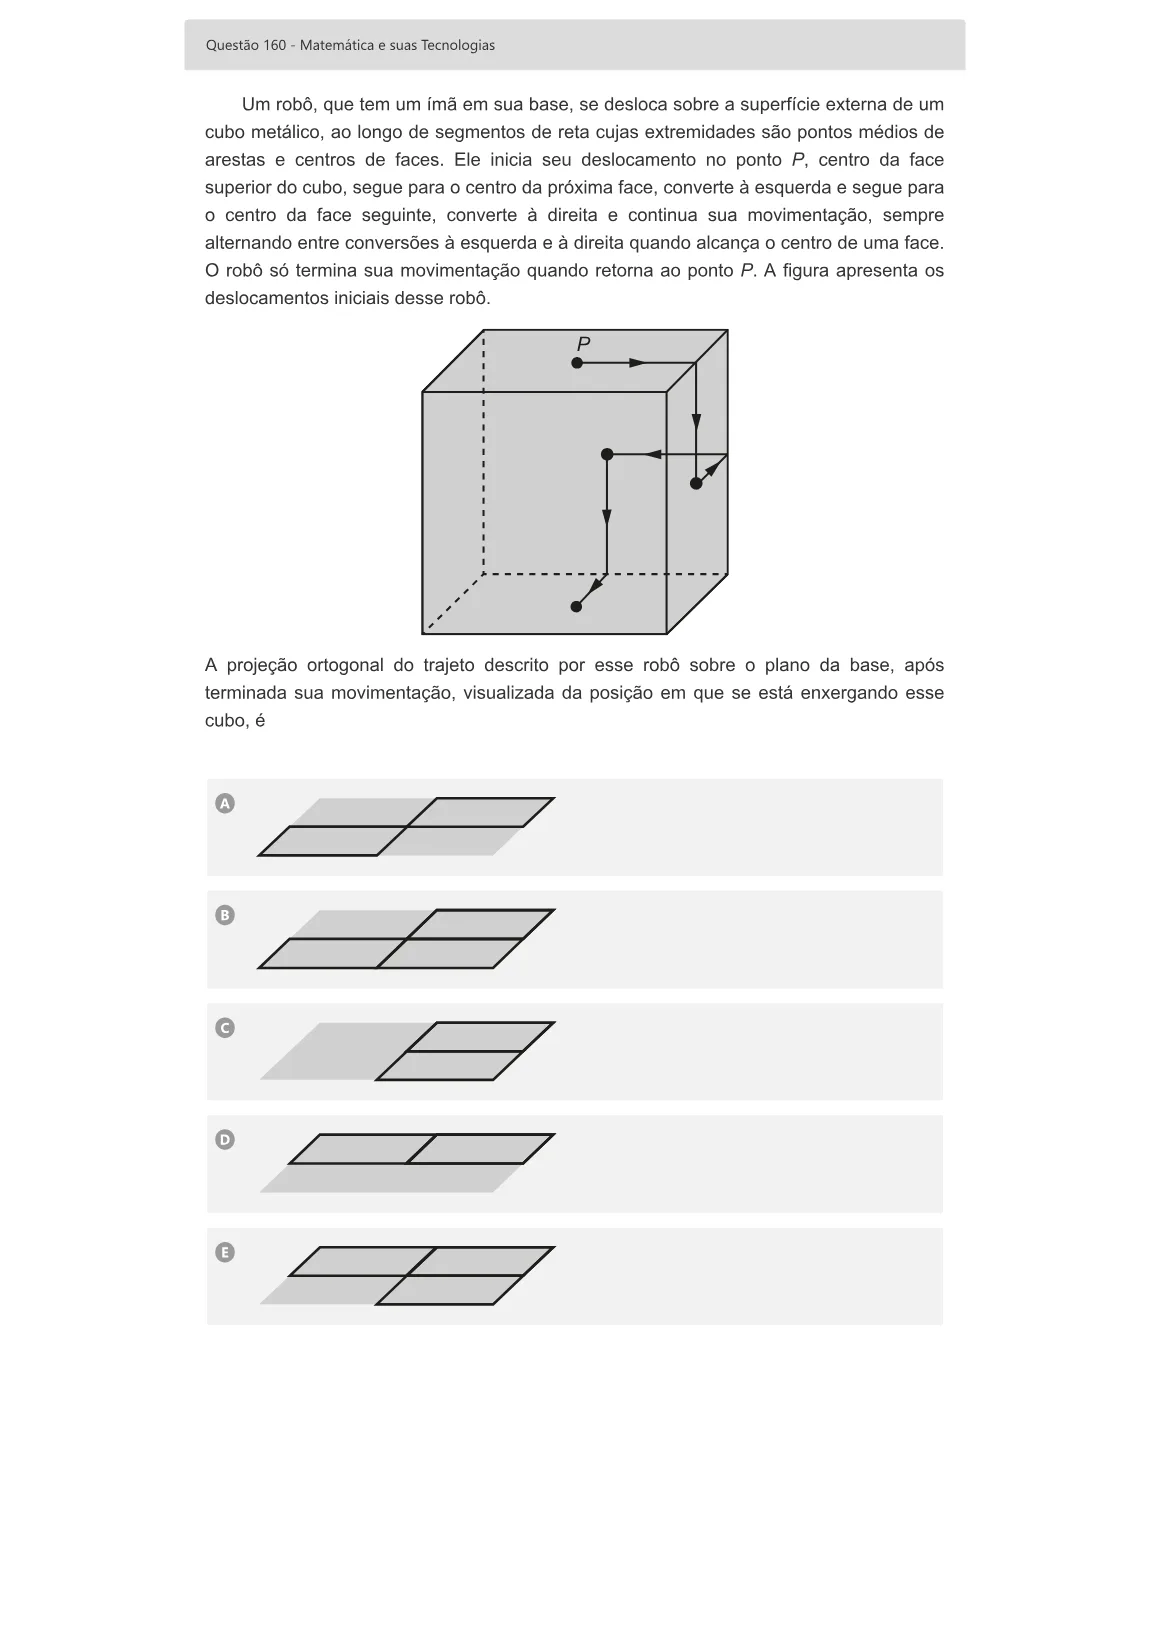 Questão 160 - Matemática e suas Tecnologias
Um robô, que tem um ímã em sua base, se desloca sobre a superfície externa de um
cubo metálico, ao longo de segmentos de reta cujas extremidades são pontos médios de
arestas e centros de faces. Ele inicia seu deslocamento no ponto P, centro da face
superior do cubo, segue para o centro da próxima face, converte à esquerda e segue para
o centro da face seguinte, converte à direita e continua sua movimentação, sempre
alternando entre conversões à esquerda e à direita quando alcança o centro de uma face.
O robô só termina sua movimentação quando retorna ao ponto P. A figura apresenta os
deslocamentos iniciais desse robô.
P
A projeção ortogonal do trajeto descrito por esse robô sobre o plano da base, após
terminada sua movimentação, visualizada da posição em que se está enxergando esse
cubo, é
A
B
C
D
E